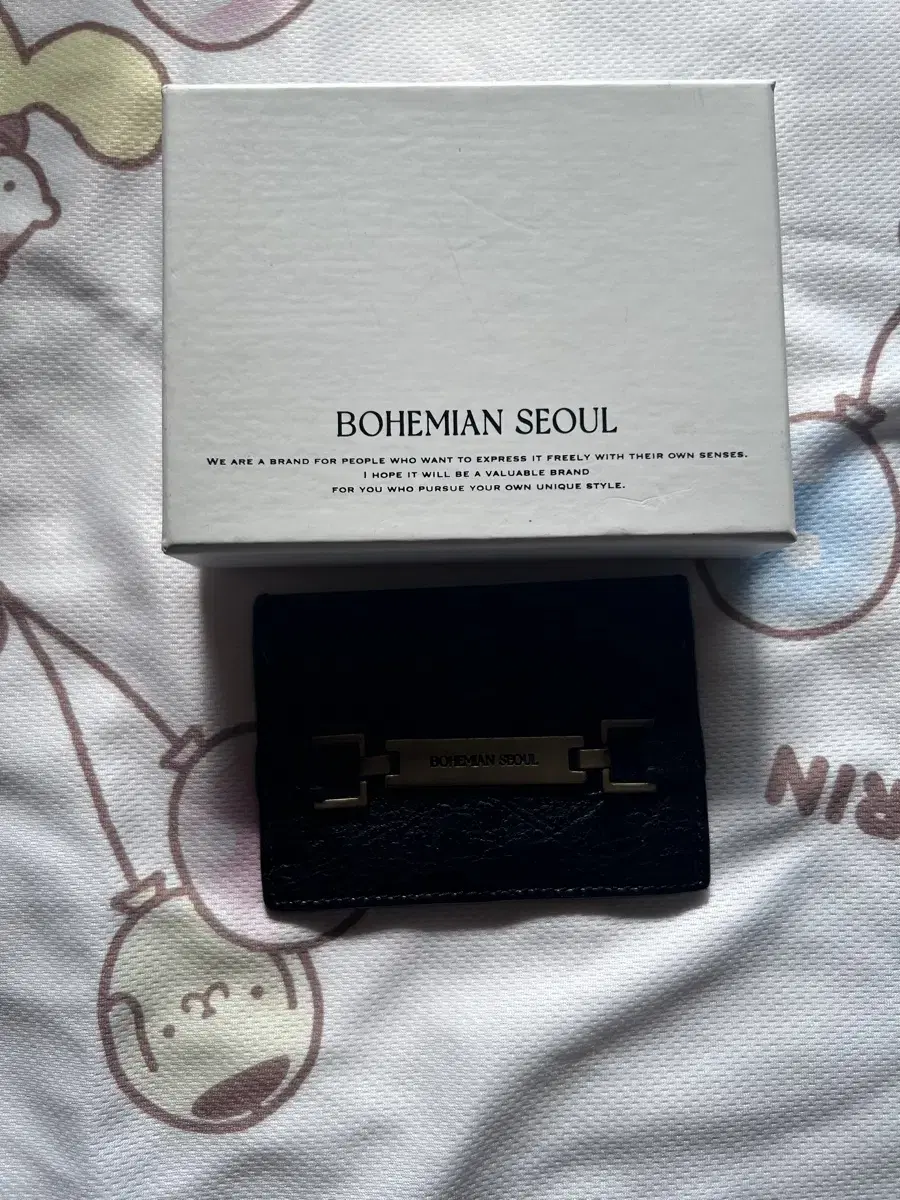 BOHEMIAN SEOUL
WE ARE A BRAND FOR PEOPLE WHO WANT TO EXPRESS IT FREELY WITH THEIR OWN SENSES.
I HOPE IT WILL BE A VALUABLE BRAND
FOR YOU WHO PURSUE YOUR OWN UNIQUE STYLE.
BOHEMIAN SEOUL